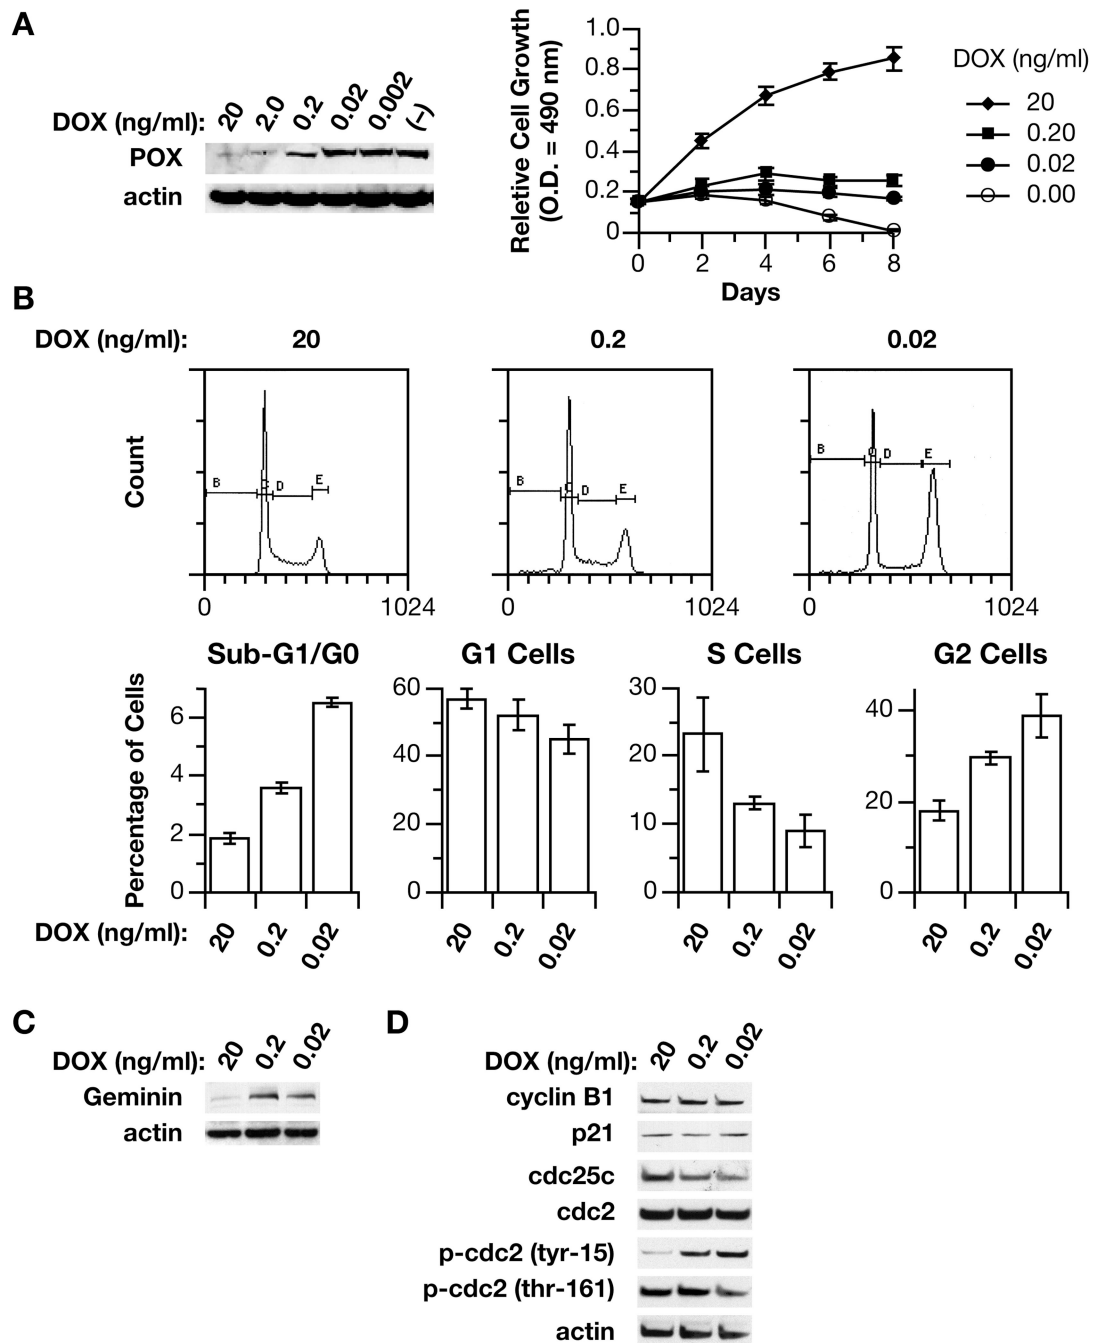 A
DOX (ng/ml): 20 2.0 0.2 0.02 0.002 (–)
POX
actin
Reletive Cell Growth
(O.D. = 490 nm)
1.0
0.8
0.6
0.4
0.2
0
0 2 4 6 8
Days
DOX (ng/ml)
20
0.20
0.02
0.00
B
DOX (ng/ml): 20 0.2 0.02
Count
B C D E
B C D E
B C D E
0 1024 0 1024 0 1024
Sub-G1/G0 G1 Cells S Cells G2 Cells
Percentage of Cells
6
4
2
0
60
40
20
0
30
20
10
0
40
20
0
DOX (ng/ml): 20 0.2 0.02 20 0.2 0.02 20 0.2 0.02 20 0.2 0.02
C
DOX (ng/ml): 20 0.2 0.02
Geminin
actin
D
DOX (ng/ml): 20 0.2 0.02
cyclin B1
p21
cdc25c
cdc2
p-cdc2 (tyr-15)
p-cdc2 (thr-161)
actin